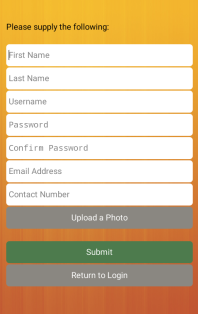 Please supply the following:
First Name
Last Name
Username
Password
Confirm Password
Email Address
Contact Number
Upload a Photo
Submit
Return to Login